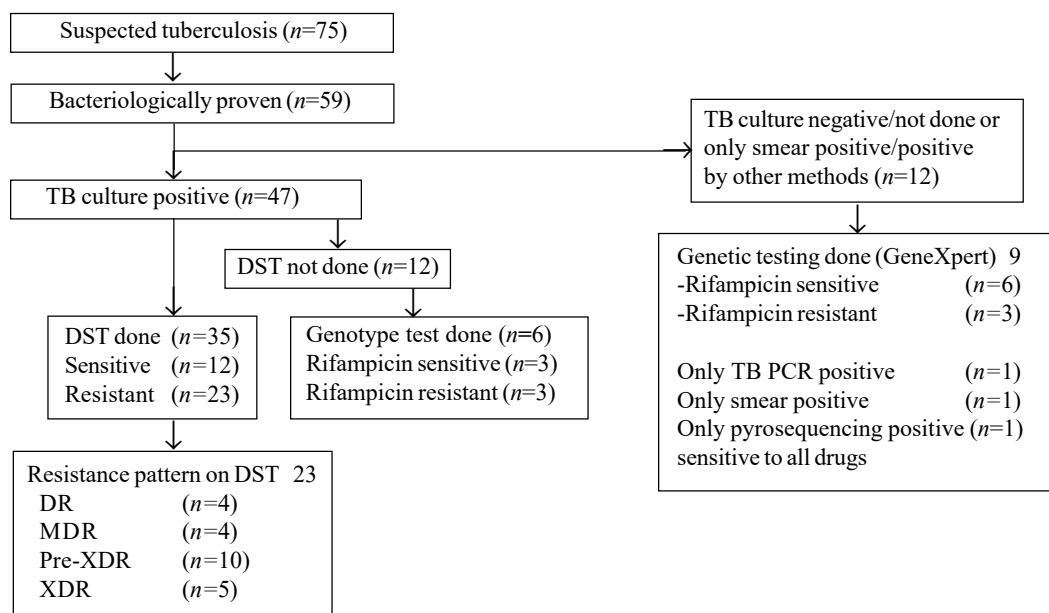 Suspected tuberculosis (n=75)
Bacteriologically proven (n=59)
TB culture negative/not done or
only smear positive/positive
by other methods (n=12)
TB culture positive (n=47)
DST not done (n=12)
Genetic testing done (GeneXpert) 9
-Rifampicin sensitive (n=6)
-Rifampicin resistant (n=3)
Only TB PCR positive (n=1)
Only smear positive (n=1)
Only pyrosequencing positive (n=1)
sensitive to all drugs
DST done (n=35)
Sensitive (n=12)
Resistant (n=23)
Genotype test done (n=6)
Rifampicin sensitive (n=3)
Rifampicin resistant (n=3)
Resistance pattern on DST 23
DR (n=4)
MDR (n=4)
Pre-XDR (n=10)
XDR (n=5)